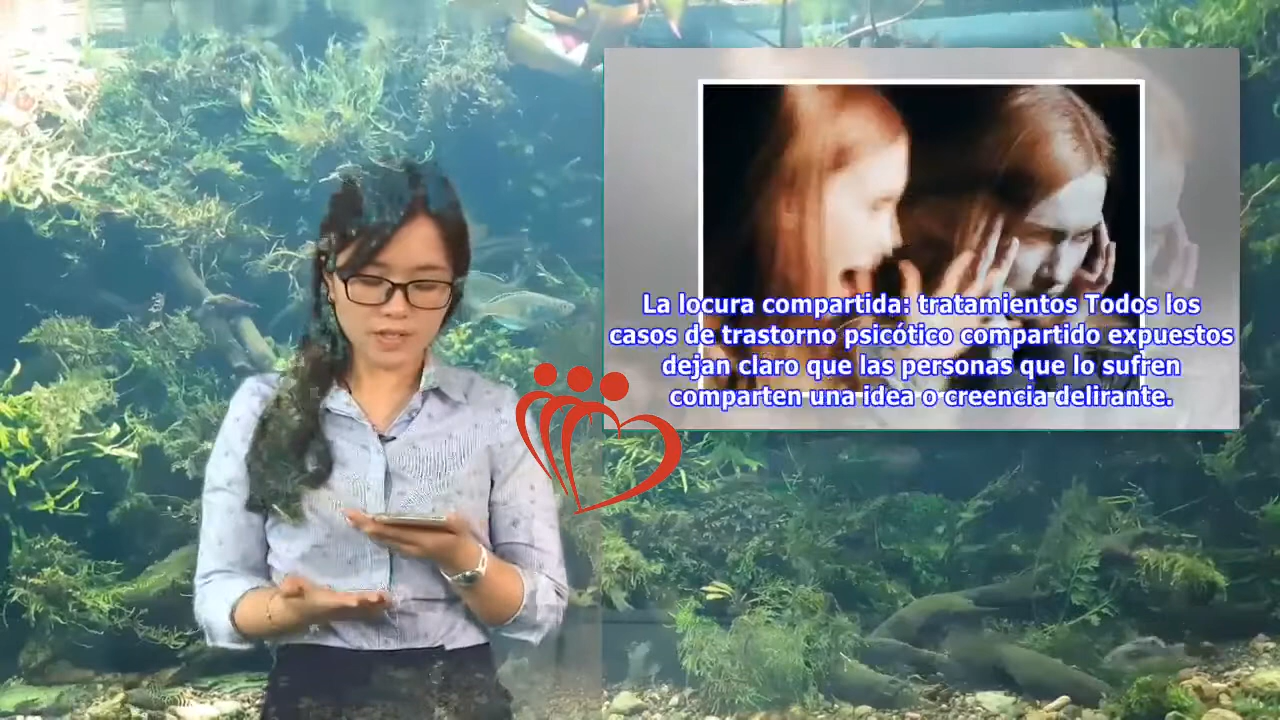 La locura compartida: tratamientos Todos los
casos de trastorno psicótico compartido expuestos
dejan claro que las personas que lo sufren
comparten una idea o creencia delirante.